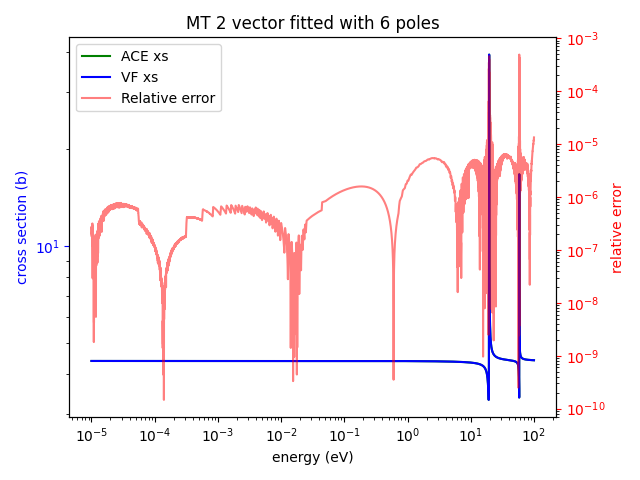 MT 2 vector fitted with 6 poles
ACE xs
VF xs
Relative error
cross section (b)
10^1
10^-3
10^-4
10^-5
10^-6
10^-7
10^-8
10^-9
10^-10
relative error
10^-5
10^-4
10^-3
10^-2
10^-1
10^0
10^1
10^2
energy (eV)